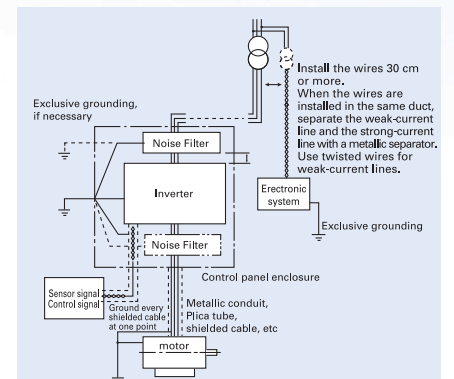 Install the wires 30 cm
or more.
When the wires are
installed in the same duct,
separate the weak-current
line and the strong-current
line with a metallic separator.
Use twisted wires for
weak-current lines.
Exclusive grounding,
if necessary
Noise Filter
Inverter
Erectronic
system
Exclusive grounding
Noise Filter
Control panel enclosure
Sensor signal
Control signal
Ground every
shielded cable
at one point
Metallic conduit,
Plica tube,
shielded cable, etc
motor